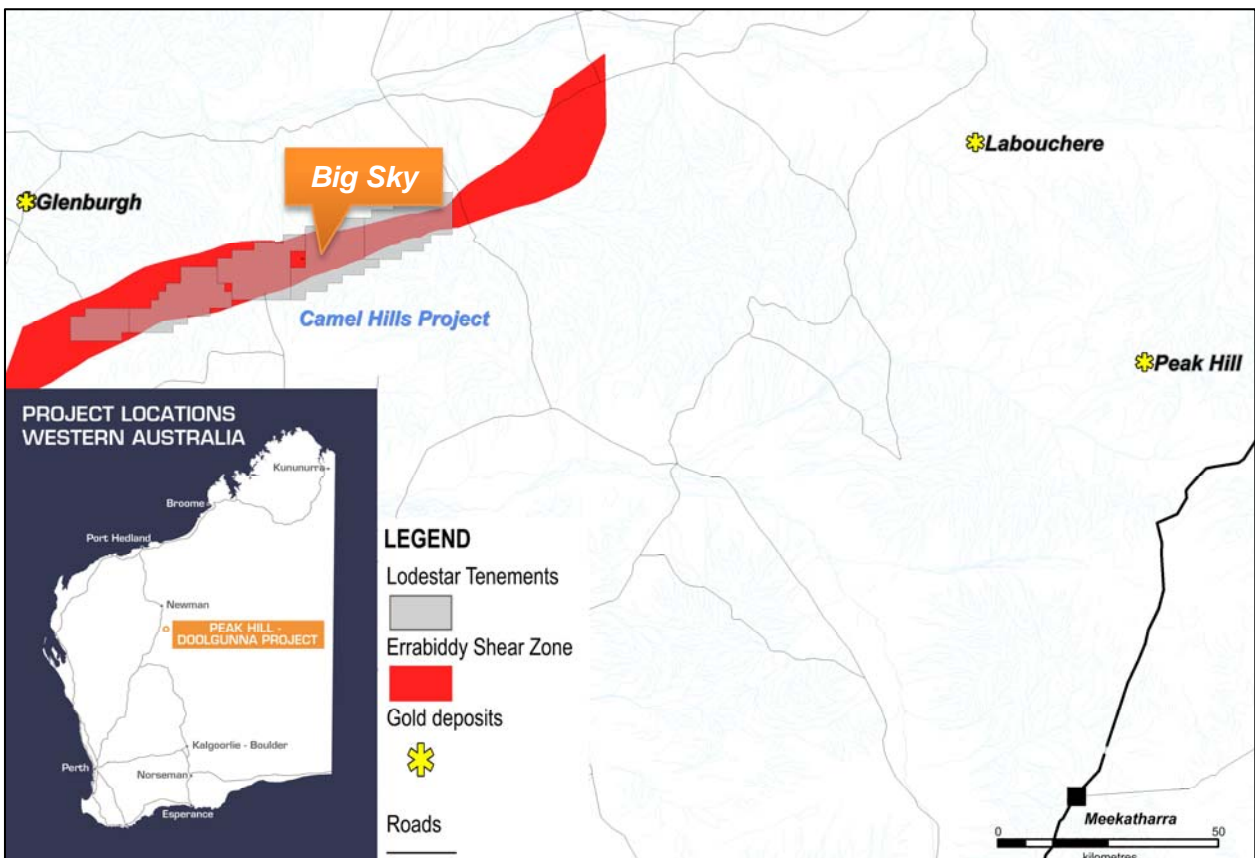 Labouchere
Big Sky
Glenburgh
Camel Hills Project
Peak Hill
PROJECT LOCATIONS
WESTERN AUSTRALIA
Kununurra
Broome
Port Hedland
Newman
PEAK HILL -
DOOLGUNNA PROJECT
Kalgoorlie - Boulder
Perth
Norseman
Esperance
LEGEND
Lodestar Tenements
Errabiddy Shear Zone
Gold deposits
Roads
Meekatharra
0 50
kilometres